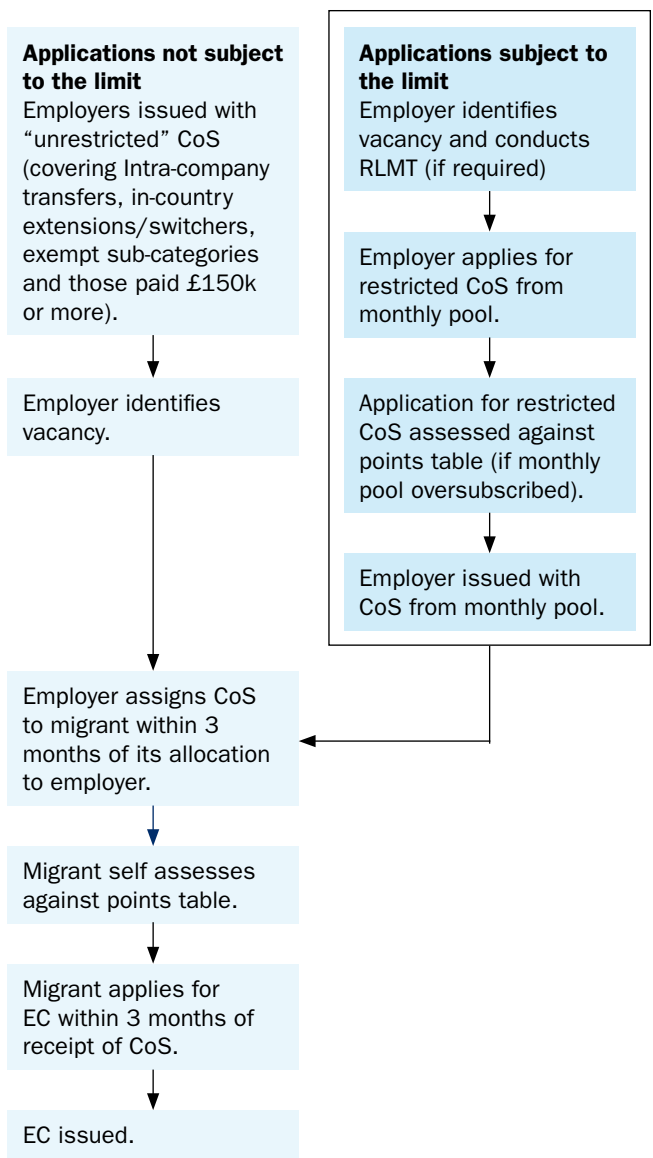 Applications not subject
to the limit
Employers issued with
“unrestricted” CoS
(covering Intra-company
transfers, in-country
extensions/switchers,
exempt sub-categories
and those paid £150k
or more).
Employer identifies
vacancy.
Applications subject to
the limit
Employer identifies
vacancy and conducts
RLMT (if required)
Employer applies for
restricted CoS from
monthly pool.
Application for restricted
CoS assessed against
points table (if monthly
pool oversubscribed).
Employer issued with
CoS from monthly pool.
Employer assigns CoS
to migrant within 3
months of its allocation
to employer.
Migrant self assesses
against points table.
Migrant applies for
EC within 3 months of
receipt of CoS.
EC issued.